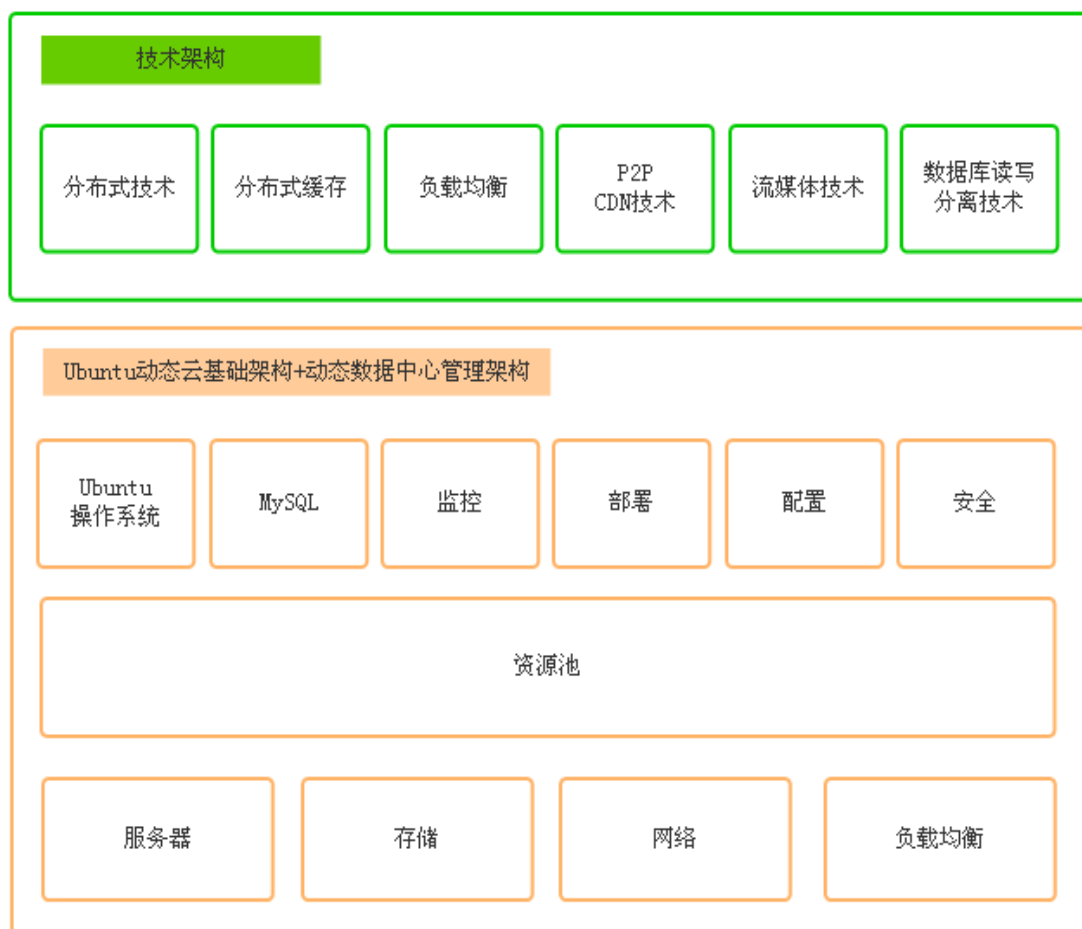 技术架构
分布式技术
分布式缓存
负载均衡
P2P
CDN技术
流媒体技术
数据库读写
分离技术
Ubuntu动态云基础架构+动态数据中心管理架构
Ubuntu
操作系统
MySQL
监控
部署
配置
安全
资源池
服务器
存储
网络
负载均衡